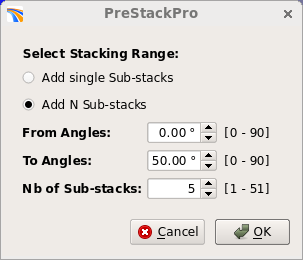 PreStackPro
Select Stacking Range:
Add single Sub-stacks
Add N Sub-stacks
From Angles: 0.00 ° [0 - 90]
To Angles: 50.00 ° [0 - 90]
Nb of Sub-stacks: 5 [1 - 51]
Cancel OK